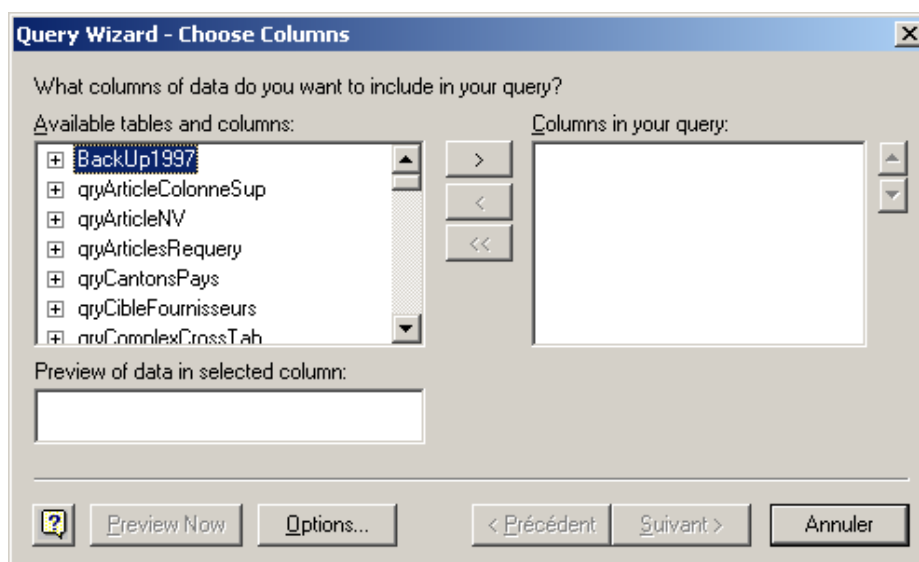 Query Wizard - Choose Columns
What columns of data do you want to include in your query?
Available tables and columns:
Columns in your query:
BackUp1997
qryArticleColonneSup
qryArticleNV
qryArticlesRequery
qryCantonsPays
qryCibleFournisseurs
qryComplexCrossTab
>
<
<<
Preview of data in selected column:
Preview Now
Options...
< Précédent
Suivant >
Annuler